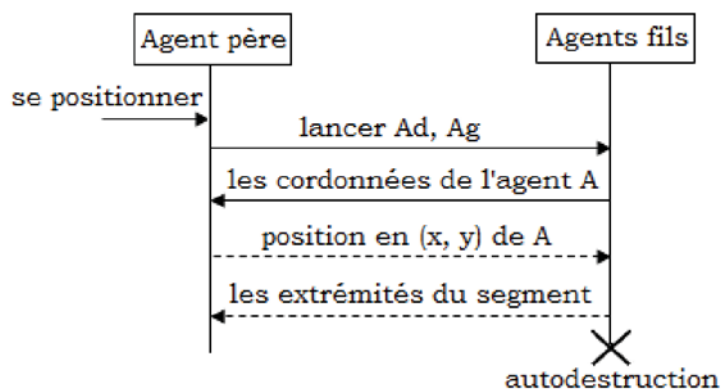 Agent père
Agents fils
se positionner
lancer Ad, Ag
les cordonnées de l'agent A
position en (x, y) de A
les extrémités du segment
autodestruction